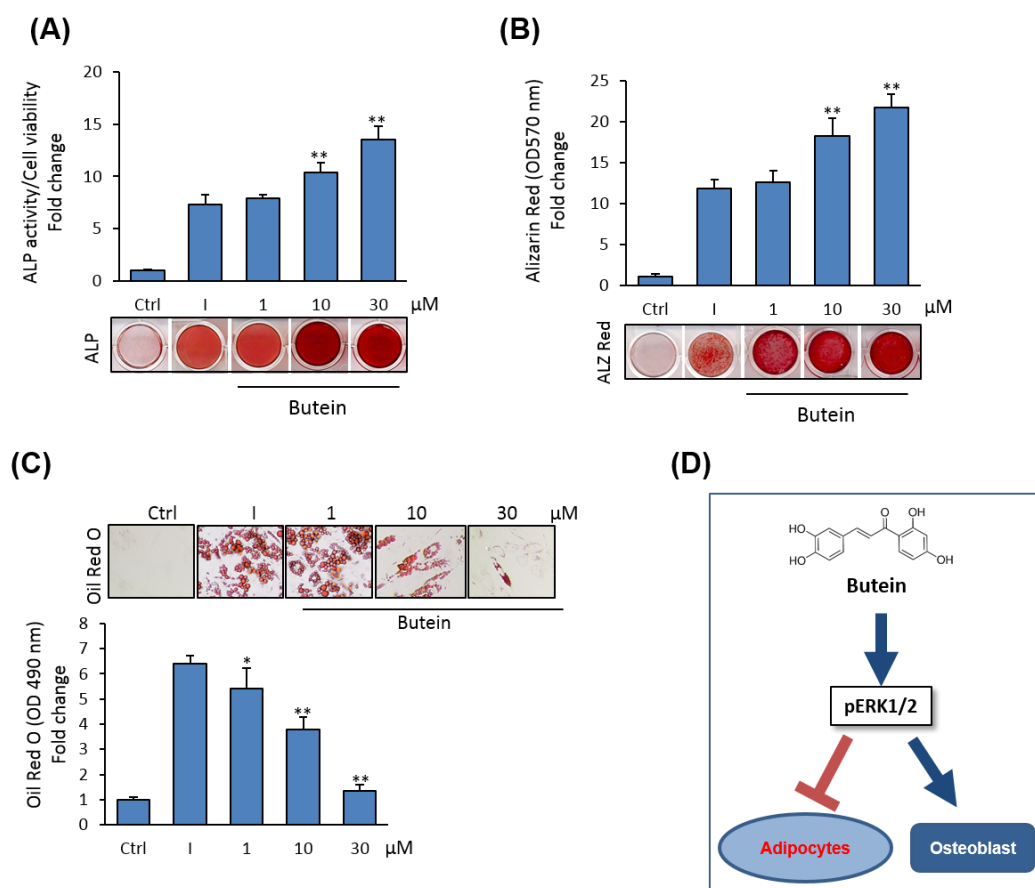 (A)
ALP activity/Cell viability
Fold change
20
15
10
5
0
**
**
Ctrl I 1 10 30 μM
ALP
Butein
(B)
Alizarin Red (OD570 nm)
Fold change
25
20
15
10
5
0
**
**
Ctrl I 1 10 30 μM
ALZ Red
Butein
(C)
Ctrl I 1 10 30 μM
Oil Red O
Butein
Oil Red O (OD 490 nm)
Fold change
8
7
6
5
4
3
2
1
0
*
**
**
Ctrl I 1 10 30 μM
(D)
O OH
HO
HO OH
Butein
pERK1/2
Adipocytes
Osteoblast